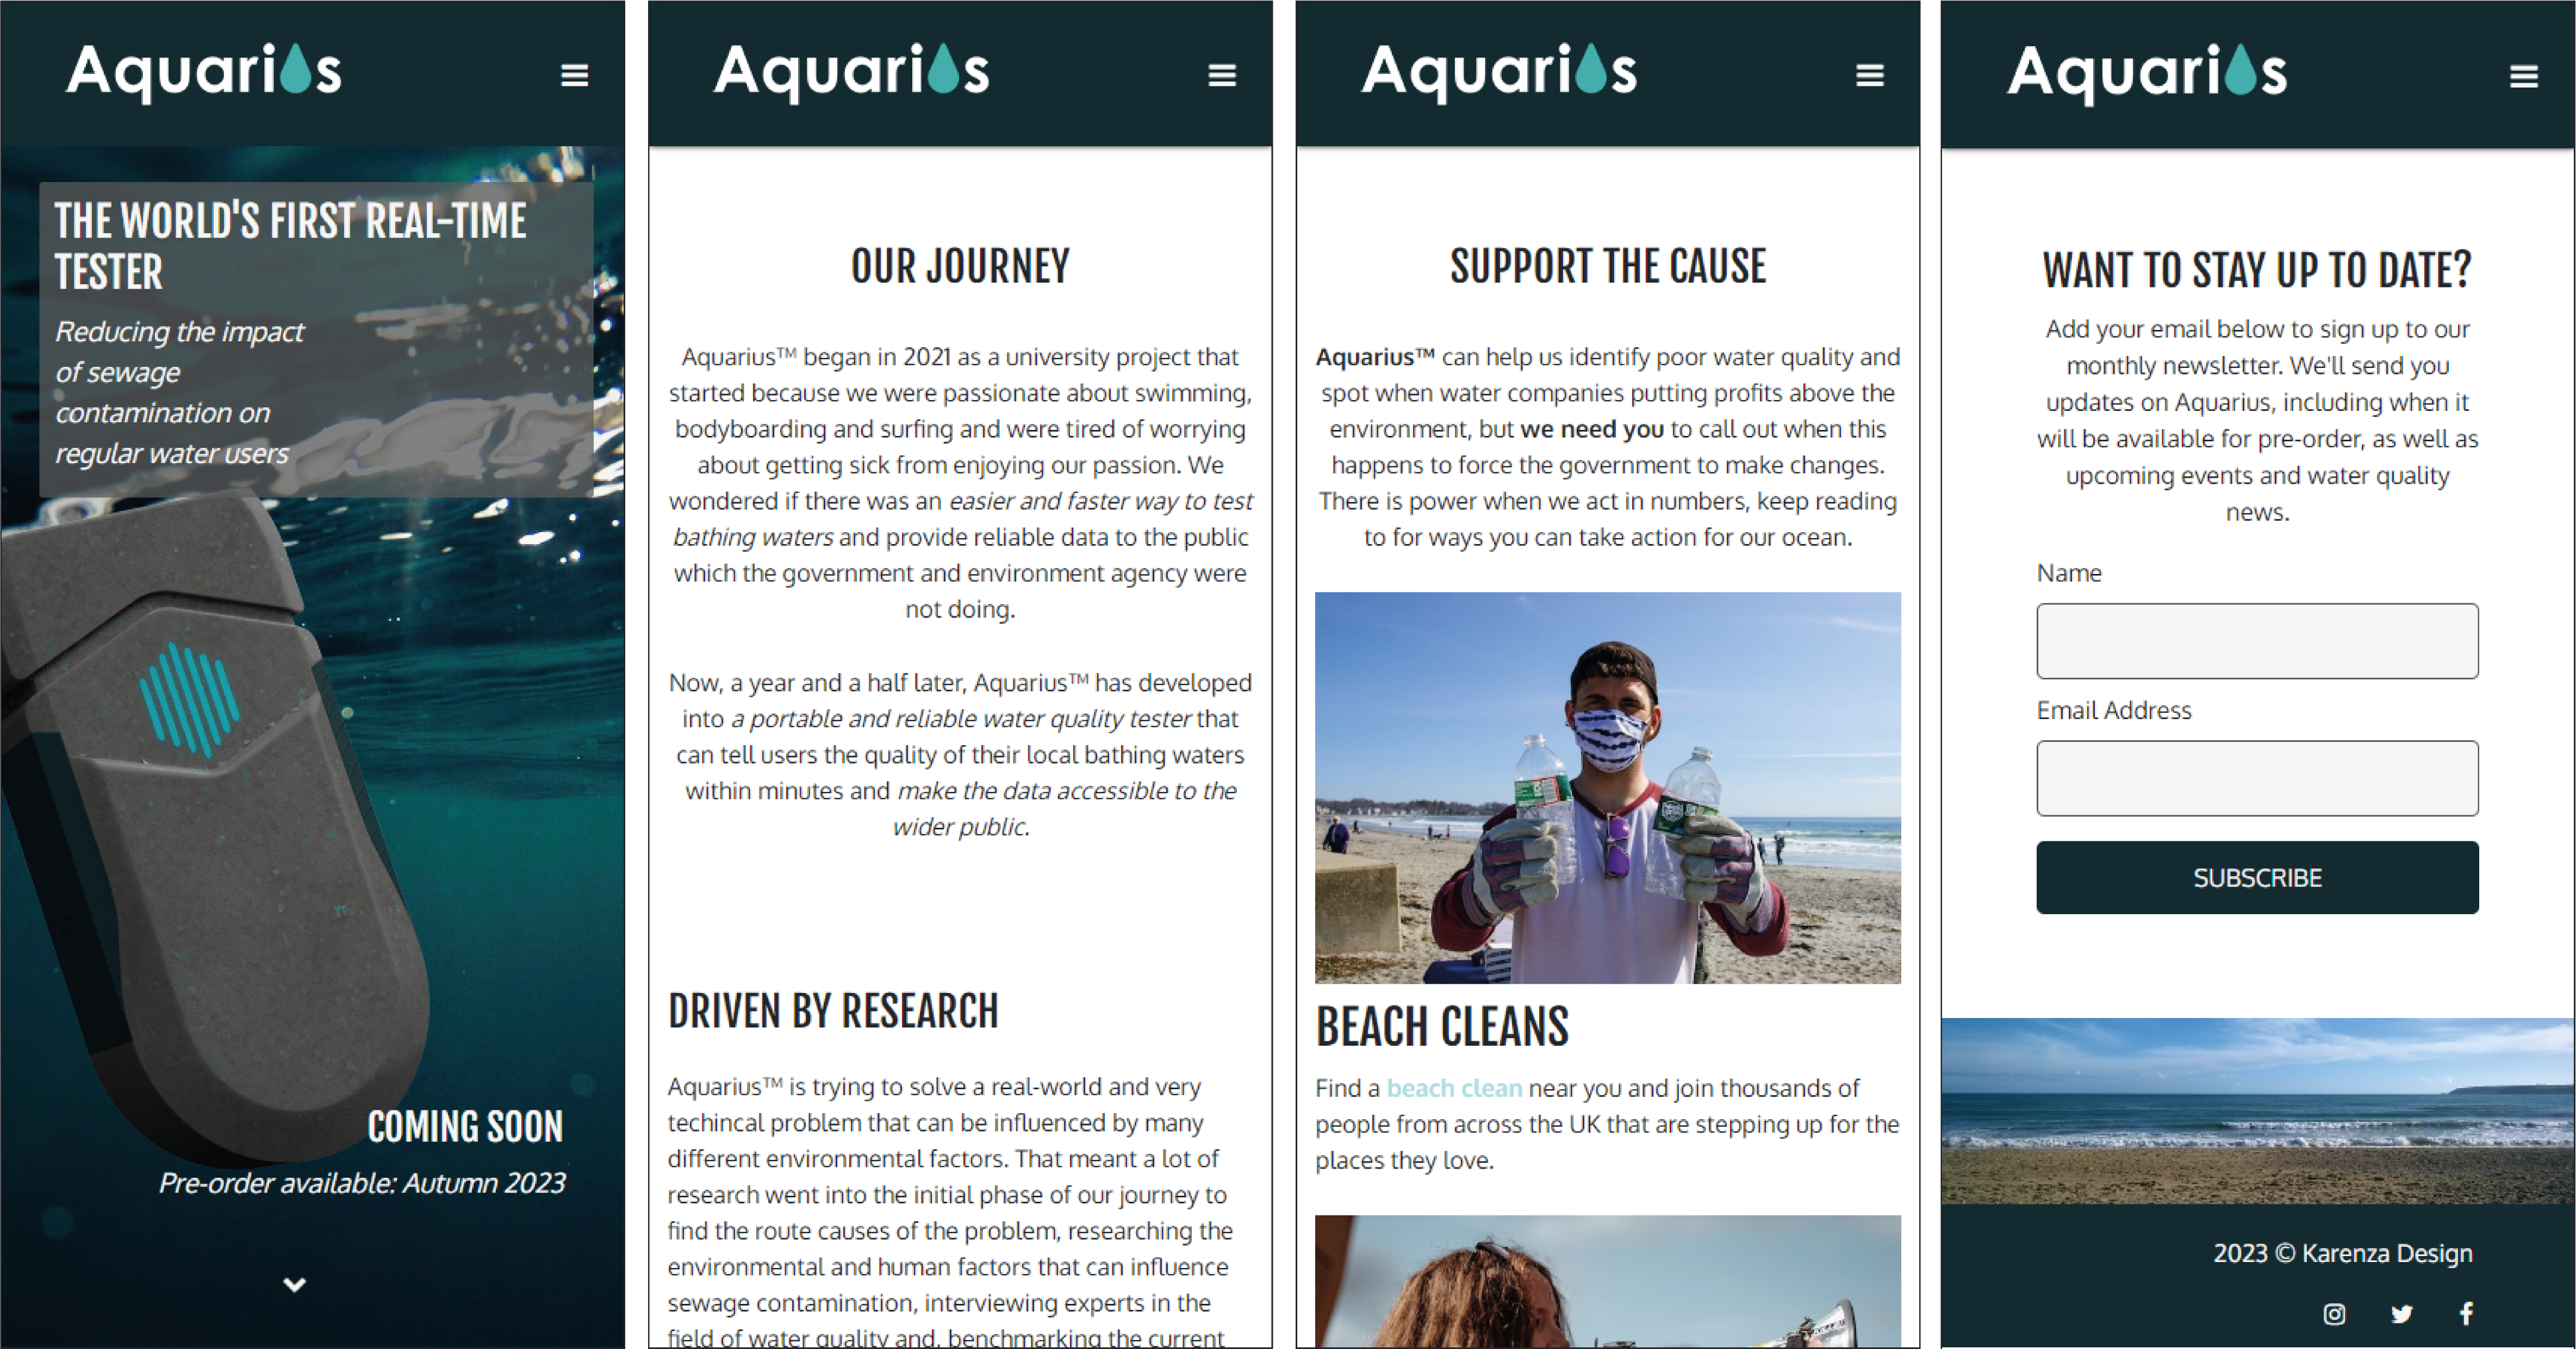 Aquarius
THE WORLD'S FIRST REAL-TIME
TESTER
Reducing the impact
of sewage
contamination on
regular water users
COMING SOON
Pre-order available: Autumn 2023
Aquarius
OUR JOURNEY
Aquarius™ began in 2021 as a university project that
started because we were passionate about swimming,
bodyboarding and surfing and were tired of worrying
about getting sick from enjoying our passion. We
wondered if there was an easier and faster way to test
bathing waters and provide reliable data to the public
which the government and environment agency were
not doing.
Now, a year and a half later, Aquarius™ has developed
into a portable and reliable water quality tester that
can tell users the quality of their local bathing waters
within minutes and make the data accessible to the
wider public.
DRIVEN BY RESEARCH
Aquarius™ is trying to solve a real-world and very
techincal problem that can be influenced by many
different environmental factors. That meant a lot of
research went into the initial phase of our journey to
find the route causes of the problem, researching the
environmental and human factors that can influence
sewage contamination, interviewing experts in the
field of water quality and, benchmarking the current
Aquarius
SUPPORT THE CAUSE
Aquarius™ can help us identify poor water quality and
spot when water companies putting profits above the
environment, but we need you to call out when this
happens to force the government to make changes.
There is power when we act in numbers, keep reading
to for ways you can take action for our ocean.
BEACH CLEANS
Find a beach clean near you and join thousands of
people from across the UK that are stepping up for the
places they love.
Aquarius
WANT TO STAY UP TO DATE?
Add your email below to sign up to our
monthly newsletter. We'll send you
updates on Aquarius, including when it
will be available for pre-order, as well as
upcoming events and water quality
news.
Name
Email Address
SUBSCRIBE
2023 © Karenza Design